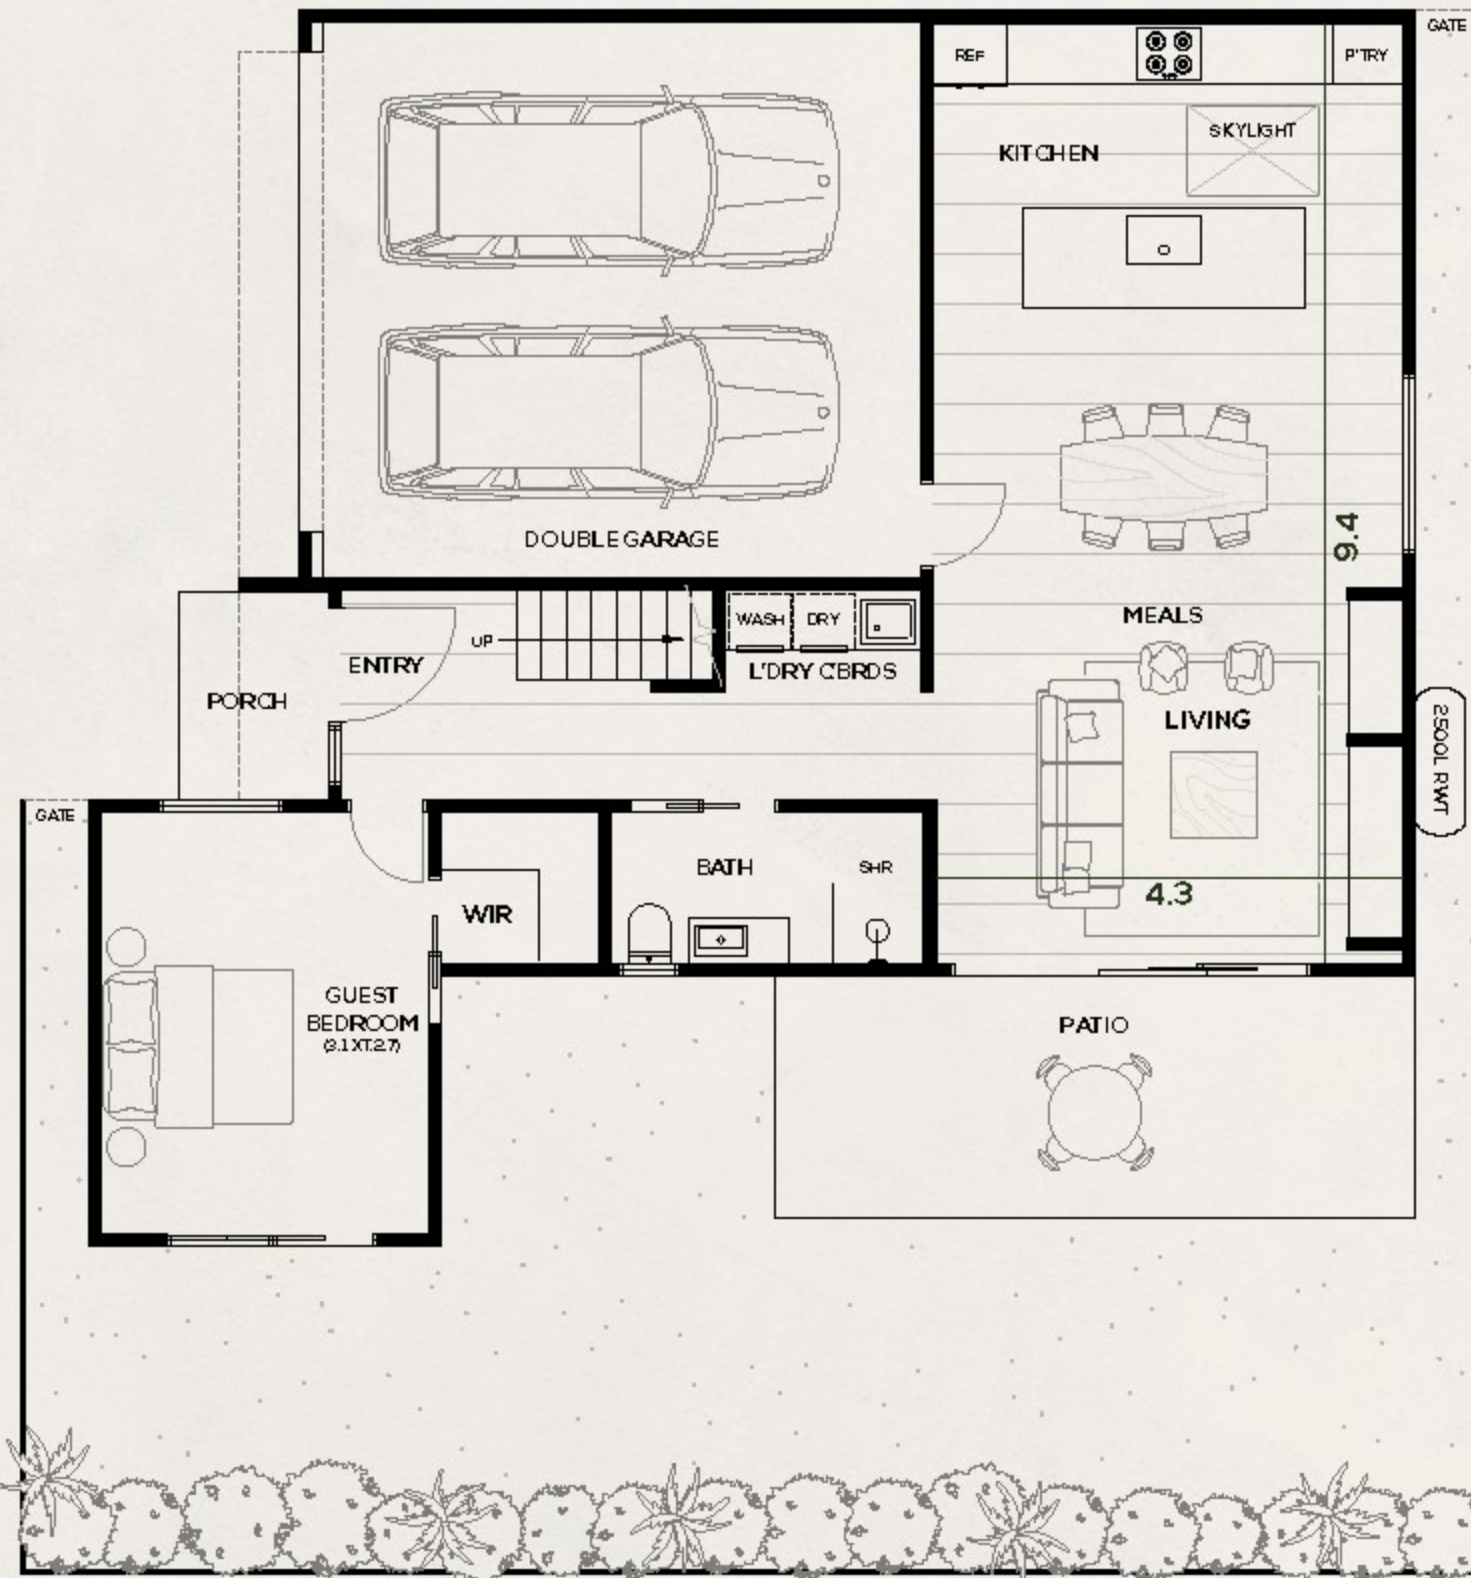 GATE
REF
P'TRY
SKYLIGHT
KITCHEN
DOUBLE GARAGE
9.4
MEALS
WASH
DRY
UP
ENTRY
L'DRY C'BRDS
PORCH
LIVING
2500L RWT
GATE
BATH
SHR
4.3
WIR
GUEST
BEDROOM
PATIO